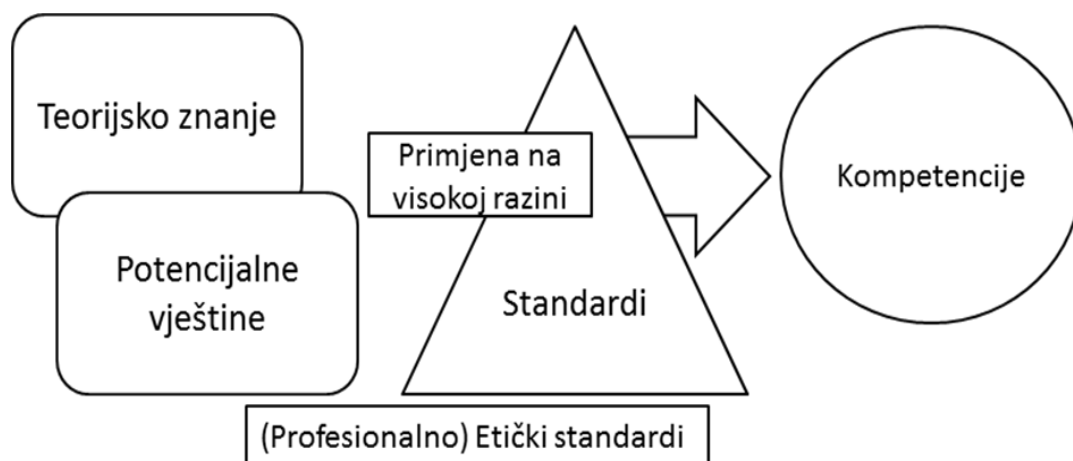 Teorijsko znanje
Potencijalne
vještine
Primjena na
visokoj razini
Standardi
(Profesionalno) Etički standardi
Kompetencije